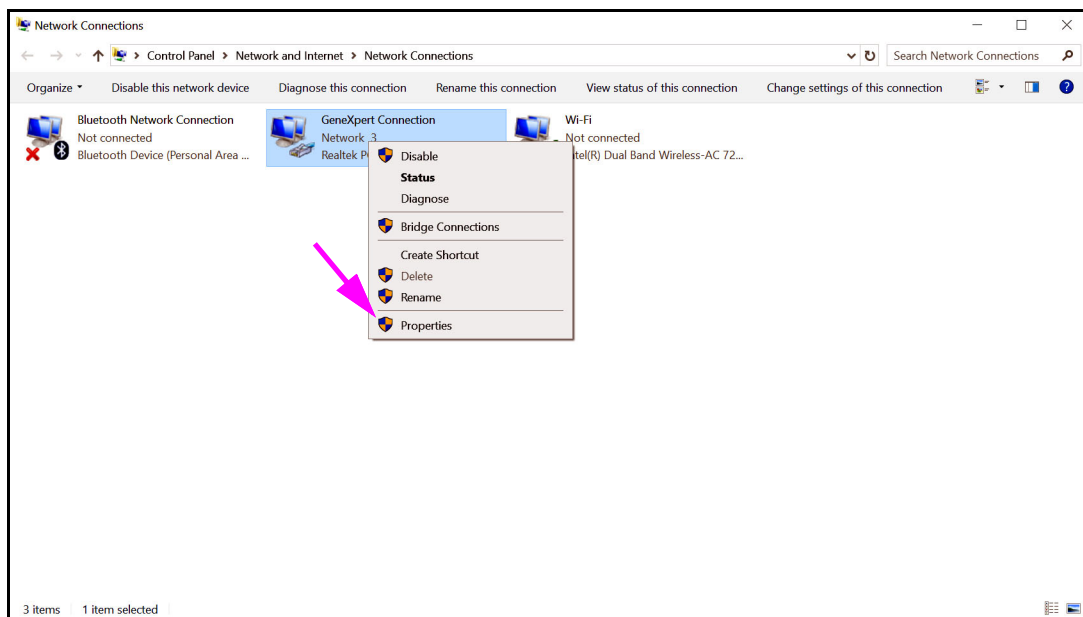 Network Connections
Control Panel > Network and Internet > Network Connections
Search Network Connections
Organize
Disable this network device
Diagnose this connection
Rename this connection
View status of this connection
Change settings of this connection
Bluetooth Network Connection
Not connected
Bluetooth Device (Personal Area ...
GeneXpert Connection
Network 3
Realtek
Wi-Fi
Not connected
Dual Band Wireless-AC 72...
Disable
Status
Diagnose
Bridge Connections
Create Shortcut
Delete
Rename
Properties
3 items
1 item selected